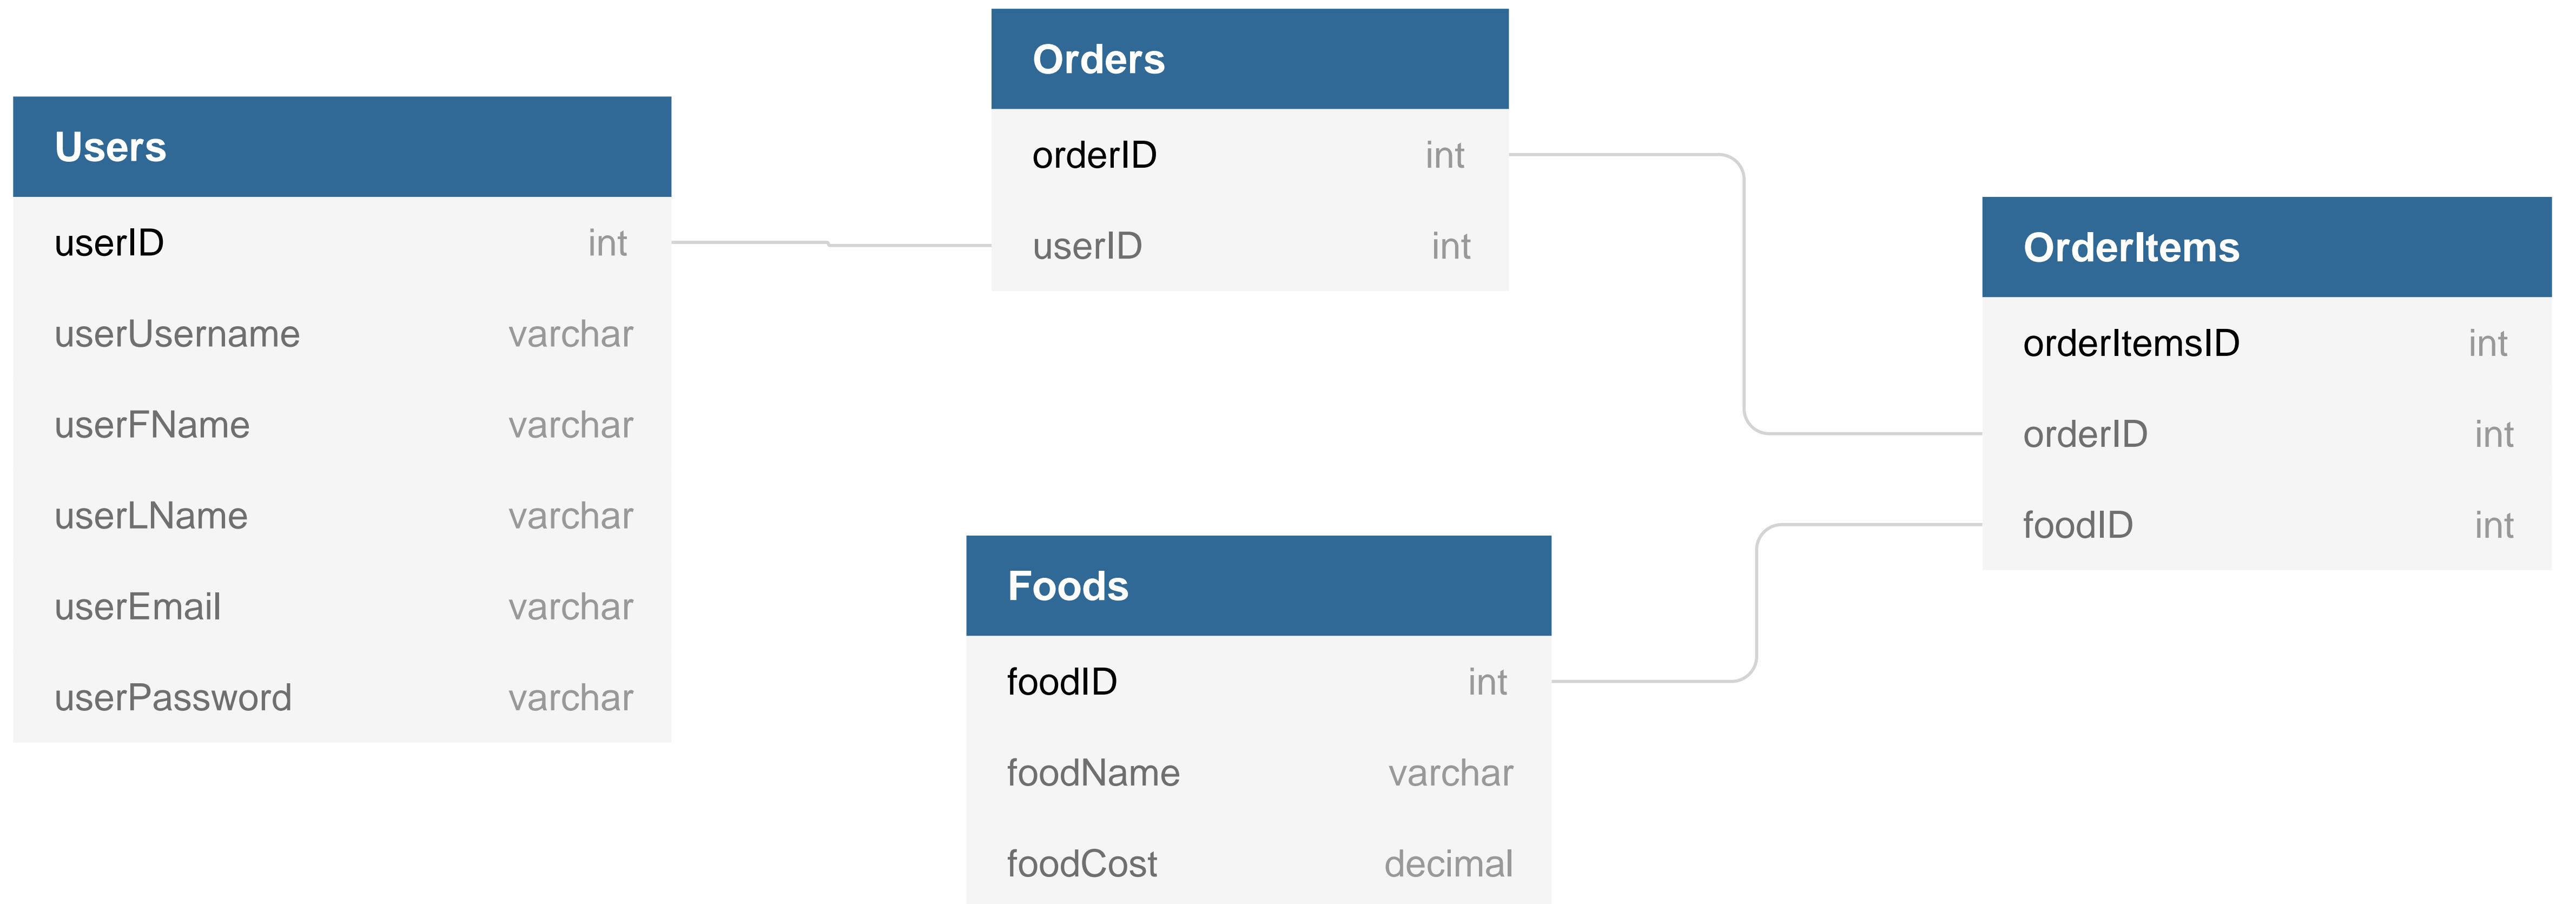 Users
userID int
userUsername varchar
userFName varchar
userLName varchar
userEmail varchar
userPassword varchar
Orders
orderID int
userID int
Foods
foodID int
foodName varchar
foodCost decimal
OrderItems
orderItemsID int
orderID int
foodID int